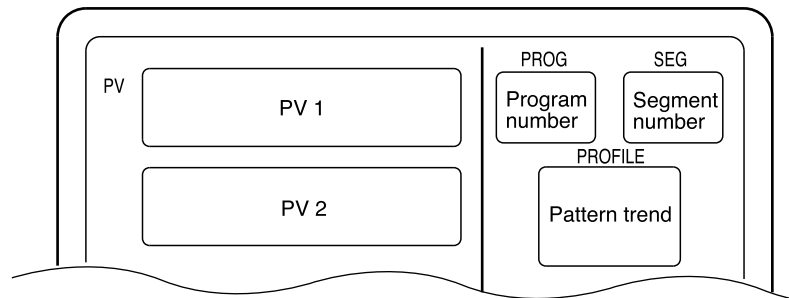 PV
PV 1
PV 2
PROG
SEG
Program
number
Segment
number
PROFILE
Pattern trend